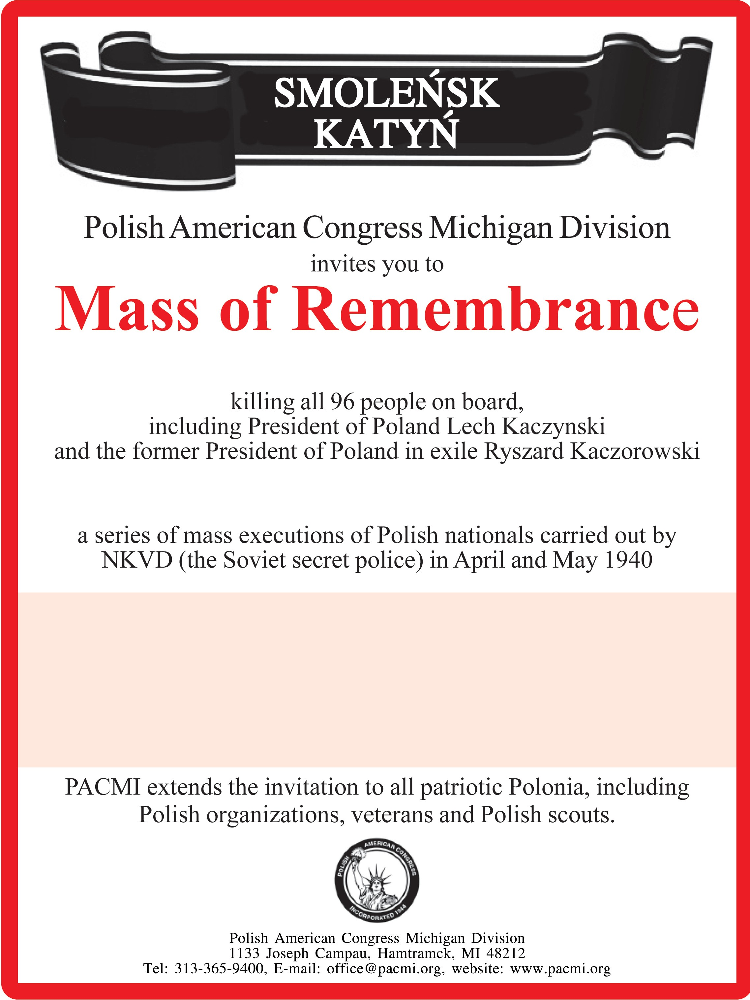 SMOLEŃSK
KATYŃ
Polish American Congress Michigan Division
invites you to
Mass of Remembrance
killing all 96 people on board,
including President of Poland Lech Kaczynski
and the former President of Poland in exile Ryszard Kaczorowski
a series of mass executions of Polish nationals carried out by
NKVD (the Soviet secret police) in April and May 1940
PACMI extends the invitation to all patriotic Polonia, including
Polish organizations, veterans and Polish scouts.
POLISH AMERICAN CONGRESS
INCORPORATED 1944
Polish American Congress Michigan Division
1133 Joseph Campau, Hamtramck, MI 48212
Tel: 313-365-9400, E-mail: office@pacmi.org, website: www.pacmi.org